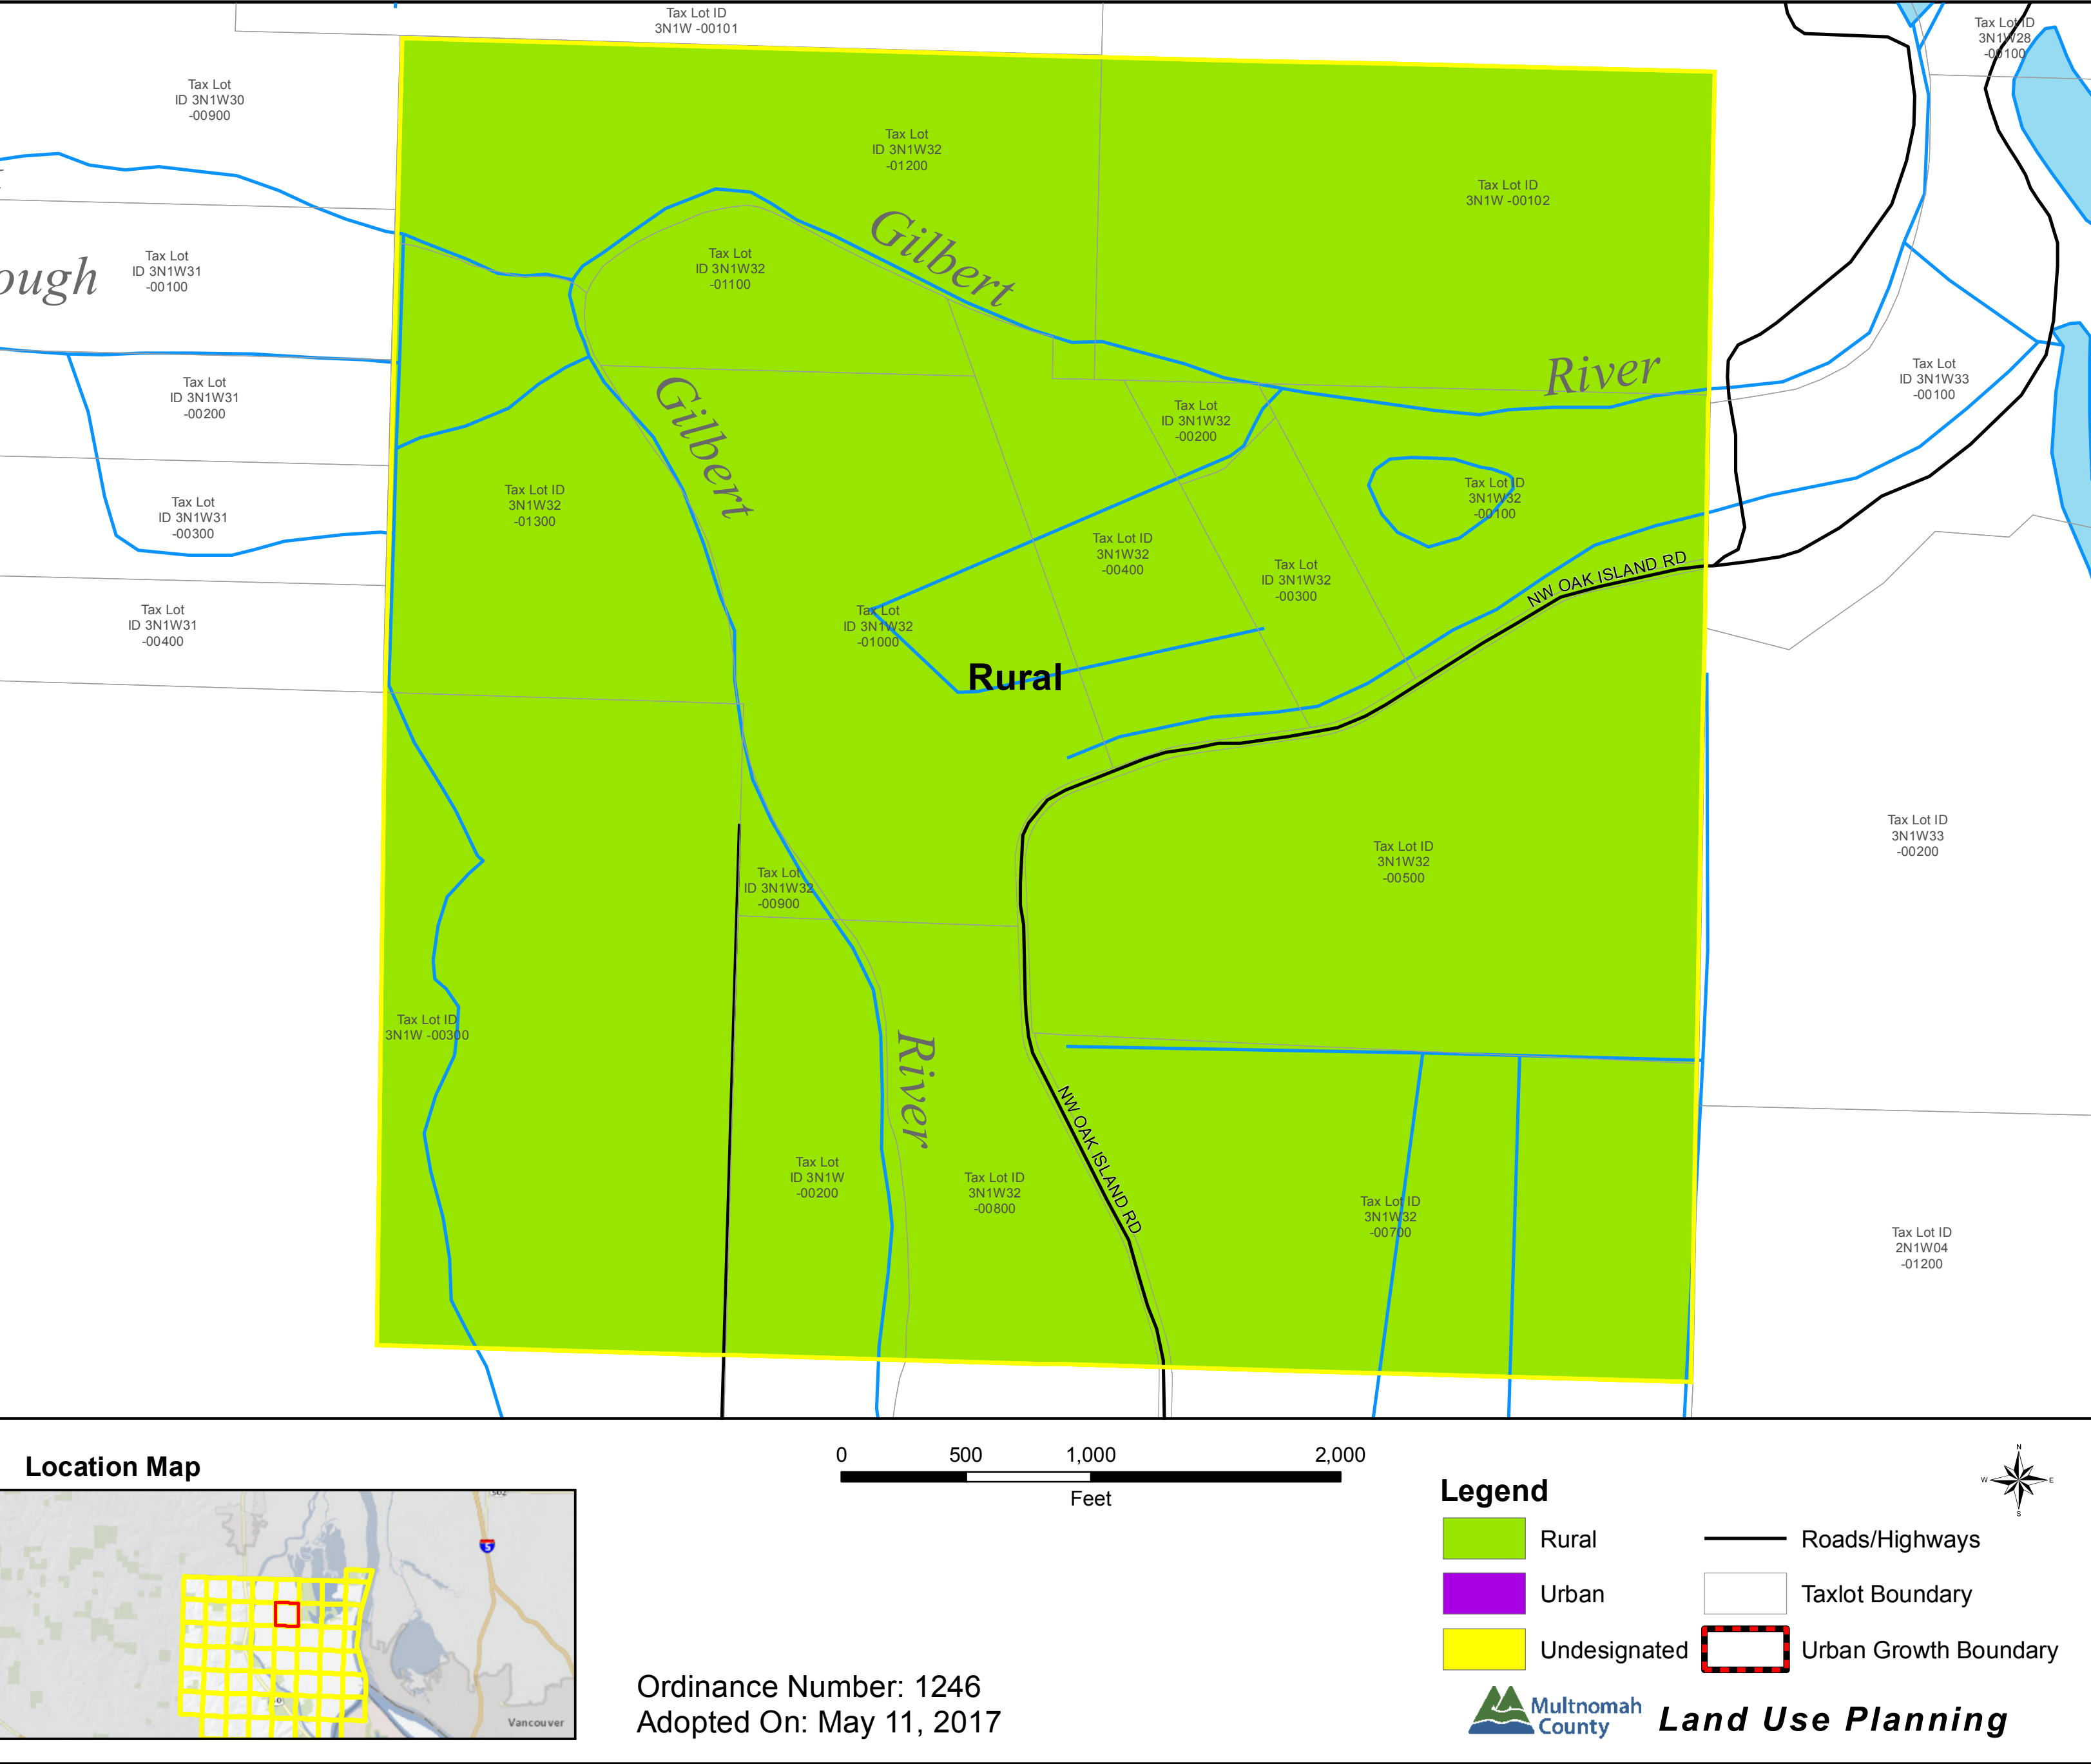 Tax Lot ID
3N1W -00101
Tax Lot ID
3N1W28
-00100
Tax Lot
ID 3N1W30
-00900
Tax Lot
ID 3N1W32
-01200
Tax Lot ID
3N1W -00102
Gilbert
Tax Lot
ID 3N1W31
-00100
ough
Tax Lot
ID 3N1W32
-01100
River
Tax Lot
ID 3N1W33
-00100
Tax Lot
ID 3N1W31
-00200
Gilbert
Tax Lot
ID 3N1W32
-00200
Tax Lot ID
3N1W32
-01300
Tax Lot ID
3N1W32
-00100
Tax Lot
ID 3N1W31
-00300
Tax Lot ID
3N1W32
-00400
Tax Lot
ID 3N1W32
-00300
NW OAK ISLAND RD
Tax Lot
ID 3N1W31
-00400
Tax Lot
ID 3N1W32
-01000
Rural
Tax Lot ID
3N1W33
-00200
Tax Lot ID
3N1W32
-00500
Tax Lot
ID 3N1W32
-00900
Tax Lot ID
3N1W -00300
River
NW OAK ISLAND RD
Tax Lot
ID 3N1W
-00200
Tax Lot ID
3N1W32
-00800
Tax Lot ID
3N1W32
-00700
Tax Lot ID
2N1W04
-01200
Location Map
502
5
Vancouver
0 500 1,000 2,000
Feet
Ordinance Number: 1246
Adopted On: May 11, 2017
N
W E
S
Legend
Rural
Urban
Undesignated
Roads/Highways
Taxlot Boundary
Urban Growth Boundary
Multnomah
County
Land Use Planning